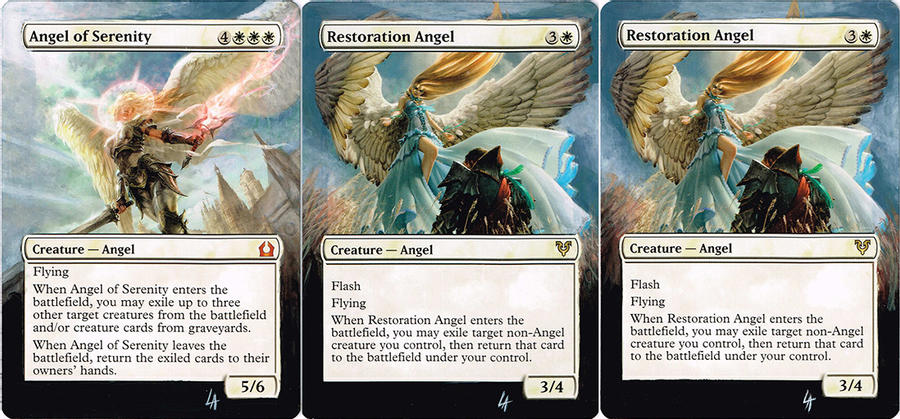 Angel of Serenity 4
Creature — Angel
Flying
When Angel of Serenity enters the
battlefield, you may exile up to three
other target creatures from the battlefield
and/or creature cards from graveyards.
When Angel of Serenity leaves the
battlefield, return the exiled cards to their
owners' hands.
5/6
LA
Restoration Angel 3
Creature — Angel
Flash
Flying
When Restoration Angel enters the
battlefield, you may exile target non-Angel
creature you control, then return that card
to the battlefield under your control.
3/4
LA
Restoration Angel 3
Creature — Angel
Flash
Flying
When Restoration Angel enters the
battlefield, you may exile target non-Angel
creature you control, then return that card
to the battlefield under your control.
3/4
LA